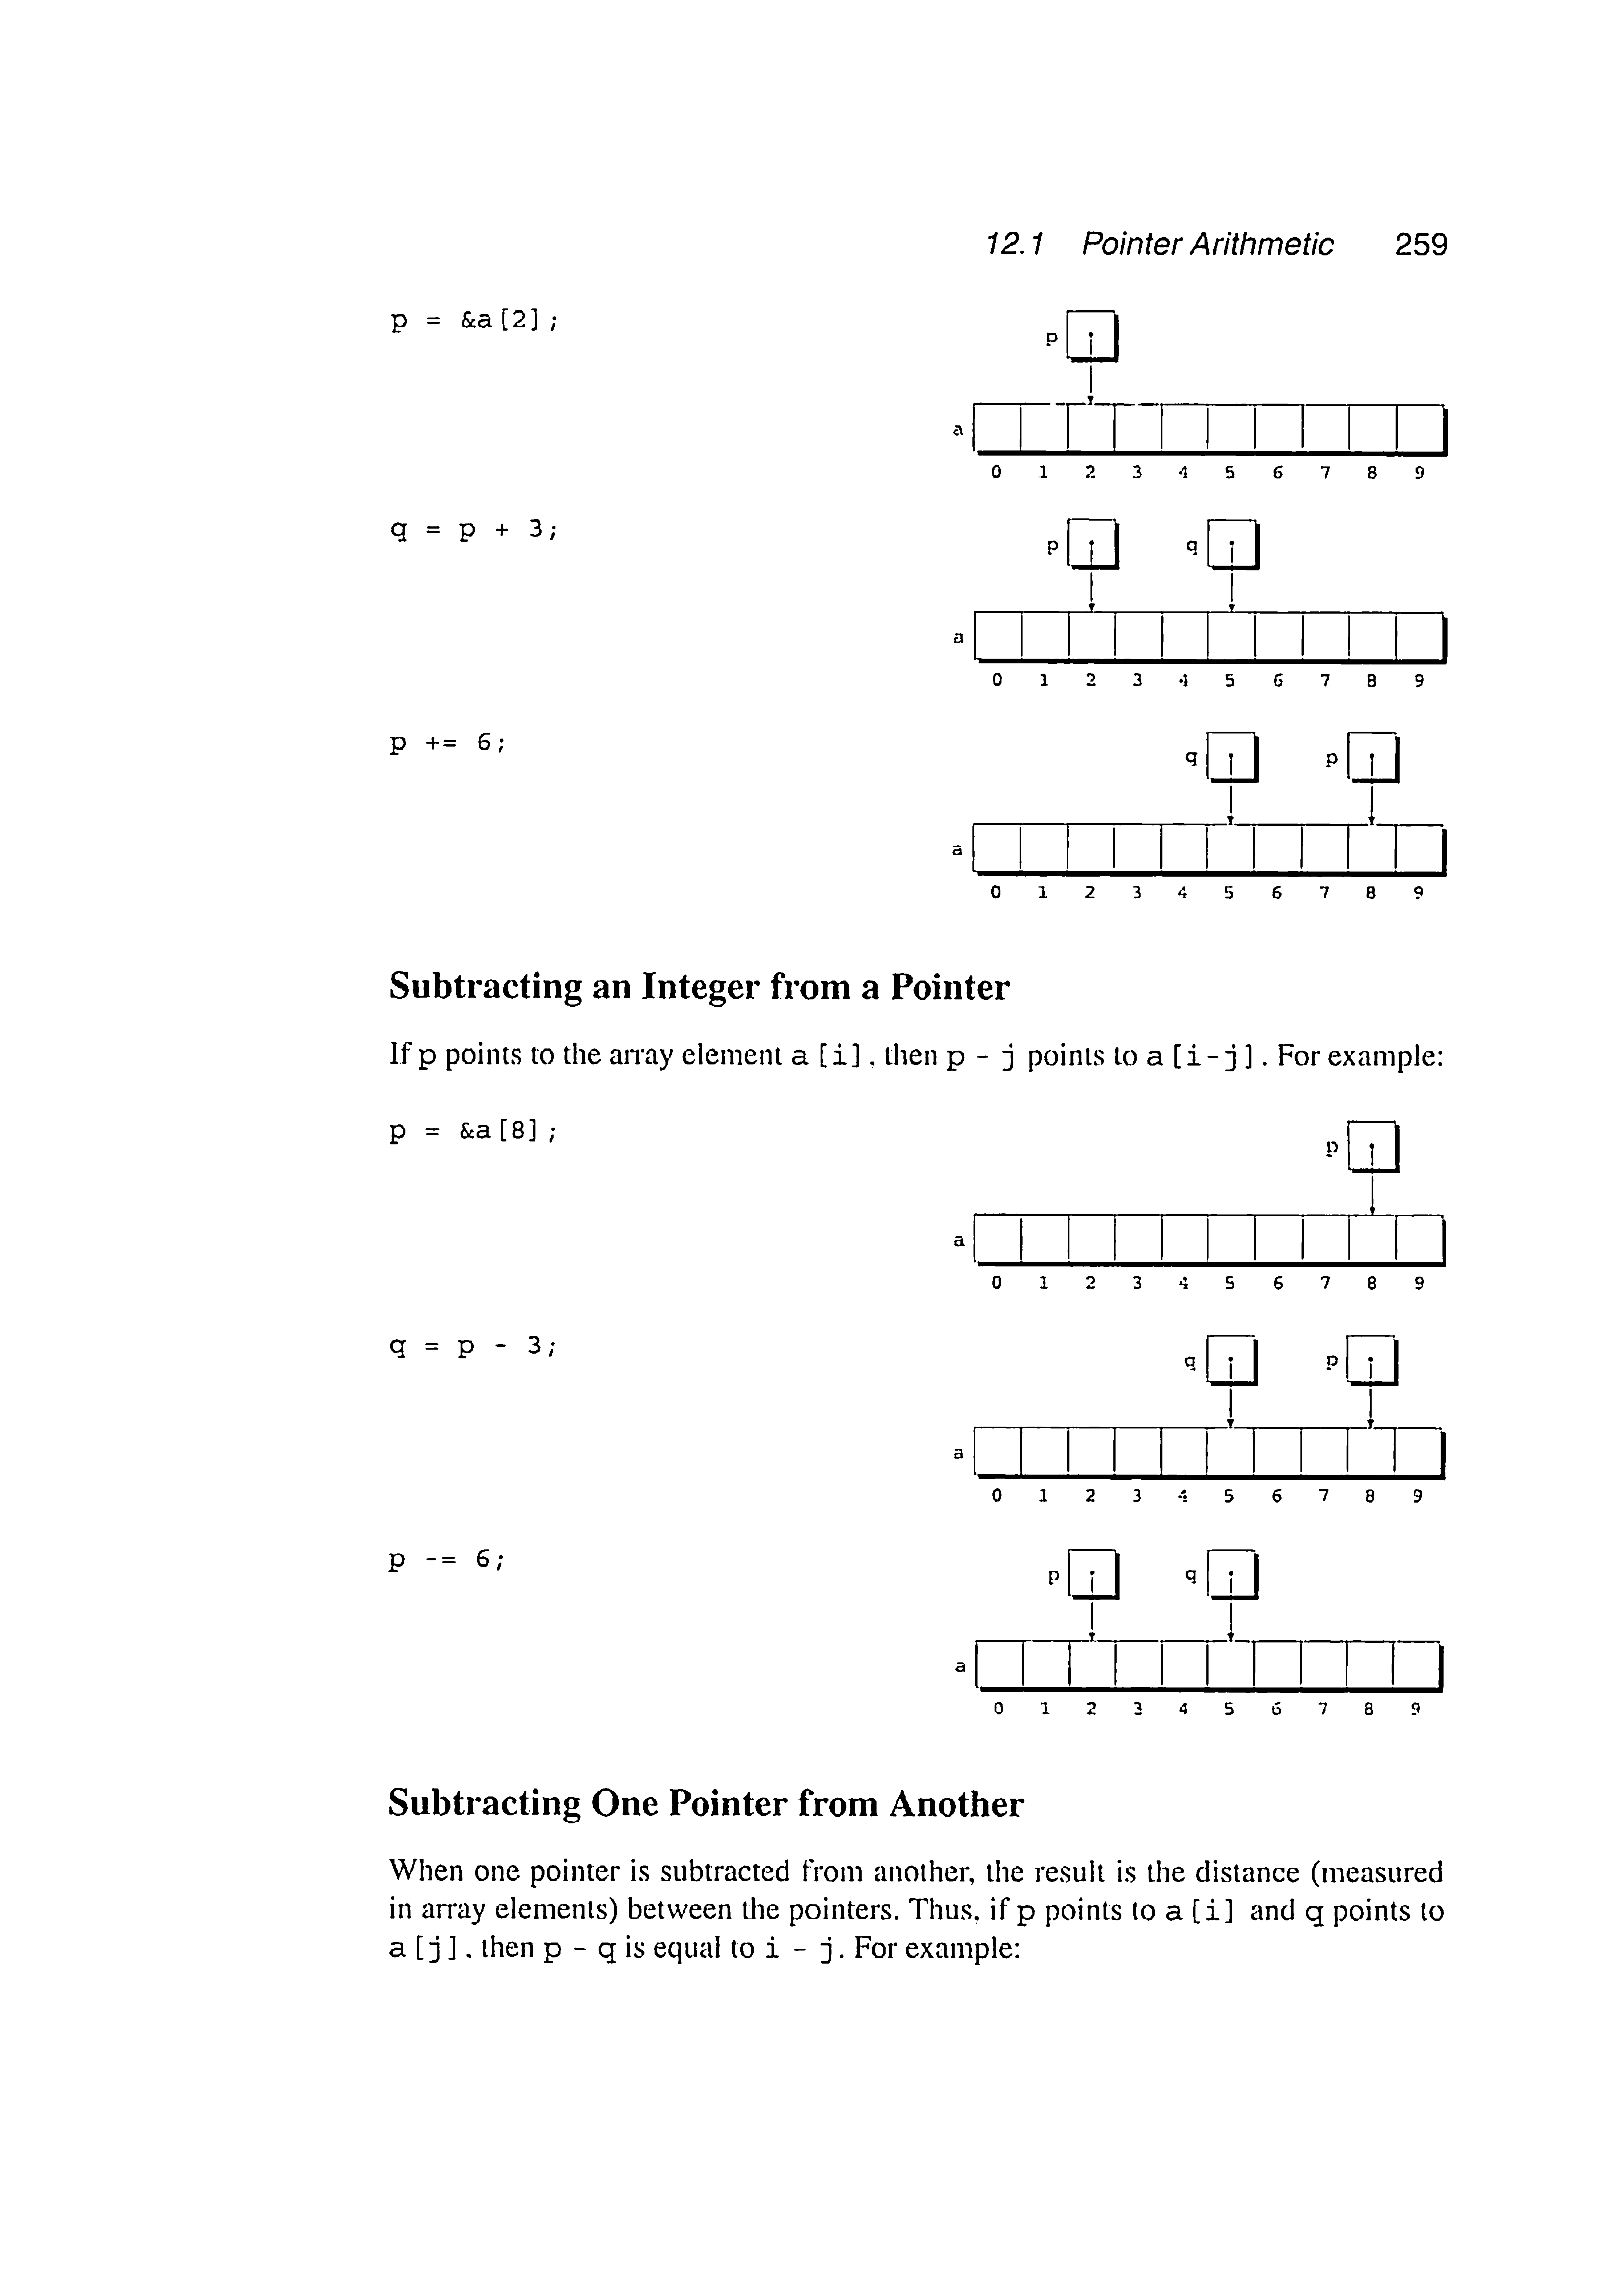 12.1 Pointer Arithmetic 259
p = &a[2];
p
a
0 1 2 3 4 5 6 7 8 9
q = p + 3;
p q
a
0 1 2 3 4 5 6 7 8 9
p += 6;
q p
a
0 1 2 3 4 5 6 7 8 9
Subtracting an Integer from a Pointer
If p points to the array element a[i], then p - j points to a[i-j]. For example:
p = &a[8];
p
a
0 1 2 3 4 5 6 7 8 9
q = p - 3;
q p
a
0 1 2 3 4 5 6 7 8 9
p -= 6;
p q
a
0 1 2 3 4 5 6 7 8 9
Subtracting One Pointer from Another
When one pointer is subtracted from another, the result is the distance (measured
in array elements) between the pointers. Thus, if p points to a[i] and q points to
a[j], then p - q is equal to i - j. For example: